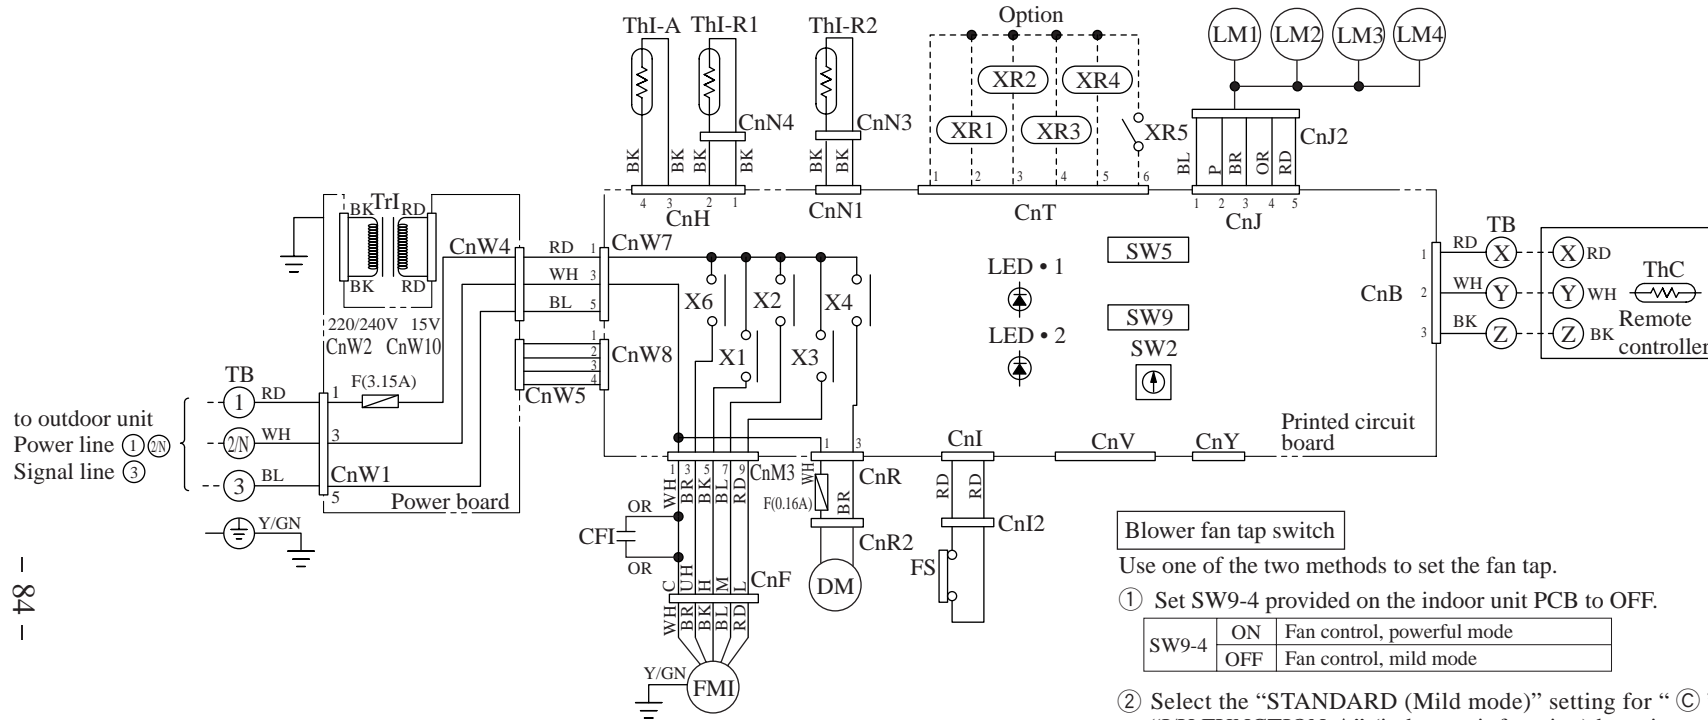 ThI-A ThI-R1 ThI-R2 Option
LM1 LM2 LM3 LM4
XR2 XR4
XR1 XR3 XR5
CnN4 CnN3 CnJ2
BK BK BK BK BK BK
BL P BR OR RD
4 3 2 1
1 2 3 4 5 6
1 2 3 4 5
CnH CnN1 CnT CnJ
TrI
BK RD
BK RD
220/240V 15V
CnW2 CnW10
CnW4 RD 1 CnW7
WH 3
BL 5
1
2
3
4
CnW8
CnW5
X6 X2 X4
X1 X3
LED • 1
LED • 2
SW5
SW9
SW2
CnB
1 RD X X RD
2 WH Y Y WH
3 BK Z Z BK
TB
ThC
Remote
controller
TB
1 RD 1 F(3.15A)
2/N WH 3
3 BL 5 CnW1
Power board
Y/GN
to outdoor unit
Power line ① 2/N
Signal line ③
1 3 5 7 9 CnM3
WH BR BK BL RD
OR
CFI
OR
C UH H M L CnF
WH BR BK BL RD
Y/GN
FMI
1 3 CnR
WH
F(0.16A)
BR
CnR2
DM
CnI CnV CnY
RD RD
CnI2
FS
Printed circuit
board
Blower fan tap switch
Use one of the two methods to set the fan tap.
① Set SW9-4 provided on the indoor unit PCB to OFF.
SW9-4 ON Fan control, powerful mode
OFF Fan control, mild mode
② Select the “STANDARD (Mild mode)” setting for “ Ⓒ
– 84 –